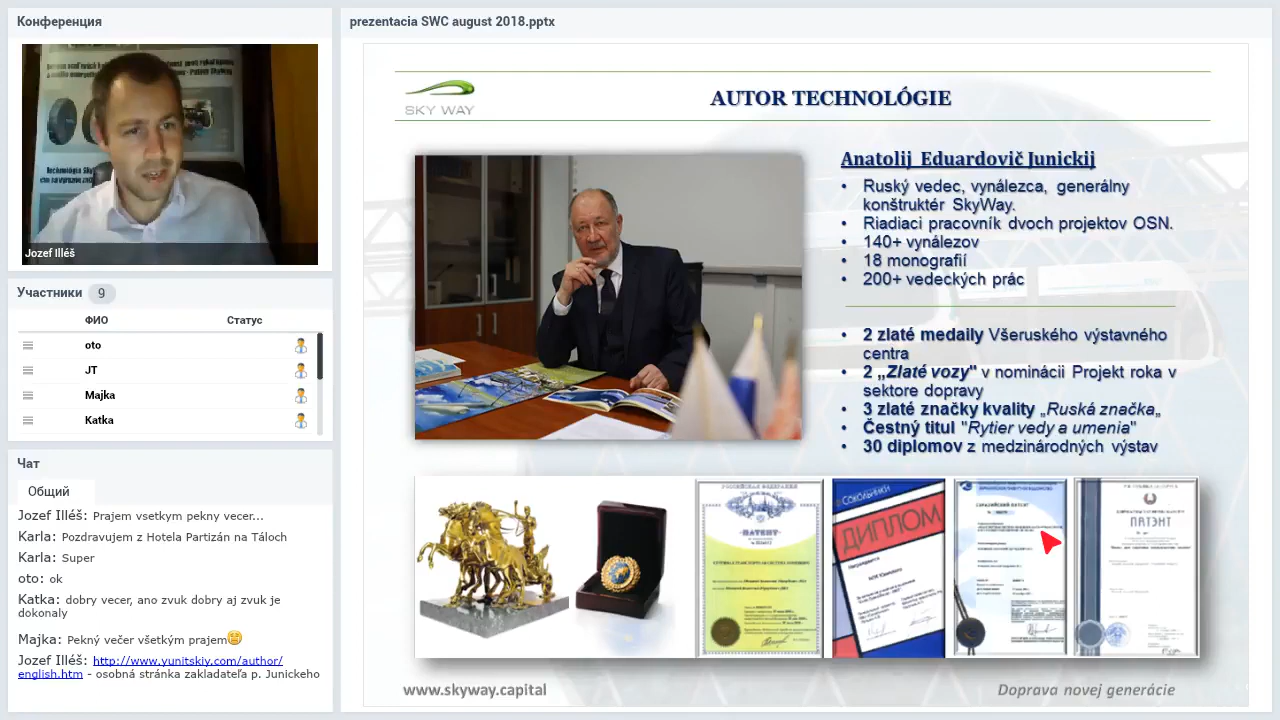 Конференция
Jozef Illéš
Участники 9
ФИО Статус
oto
JT
Majka
Katka
Чат
Общий
Jozef Illéš: Prajem vsetkym pekny vecer...
Karla: Pozdravujem z Hotela Partizán na Táloch
Karla: Super
oto: ok
dobry vecer, ano zvuk dobry aj zvuk je
dokonaly
Majka: Pekný večer všetkým prajem
Jozef Illéš: http://www.yunitskiy.com/author/
english.htm - osobná stránka zakladateľa p. Junickeho
prezentacia SWC august 2018.pptx
SKY WAY
AUTOR TECHNOLÓGIE
Anatolij Eduardovič Junickij
• Ruský vedec, vynálezca, generálny
konštruktér SkyWay.
• Riadiaci pracovník dvoch projektov OSN.
• 140+ vynálezov
• 18 monografií
• 200+ vedeckých prác
• 2 zlaté medaily Všeruského výstavného
centra
• 2 „Zlaté vozy" v nominácii Projekt roka v
sektore dopravy
• 3 zlaté značky kvality „Ruská značka„
• Čestný titul "Rytier vedy a umenia"
• 30 diplomov z medzinárodných výstav
РОССИЙСКАЯ ФЕДЕРАЦИЯ
ПАТЕНТ
СОКОЛЬНИКИ
ДИПЛОМ
ЕВРАЗИЙСКИЙ ПАТЕНТ
ПАТЭНТ
www.skyway.capital
Doprava novej generácie